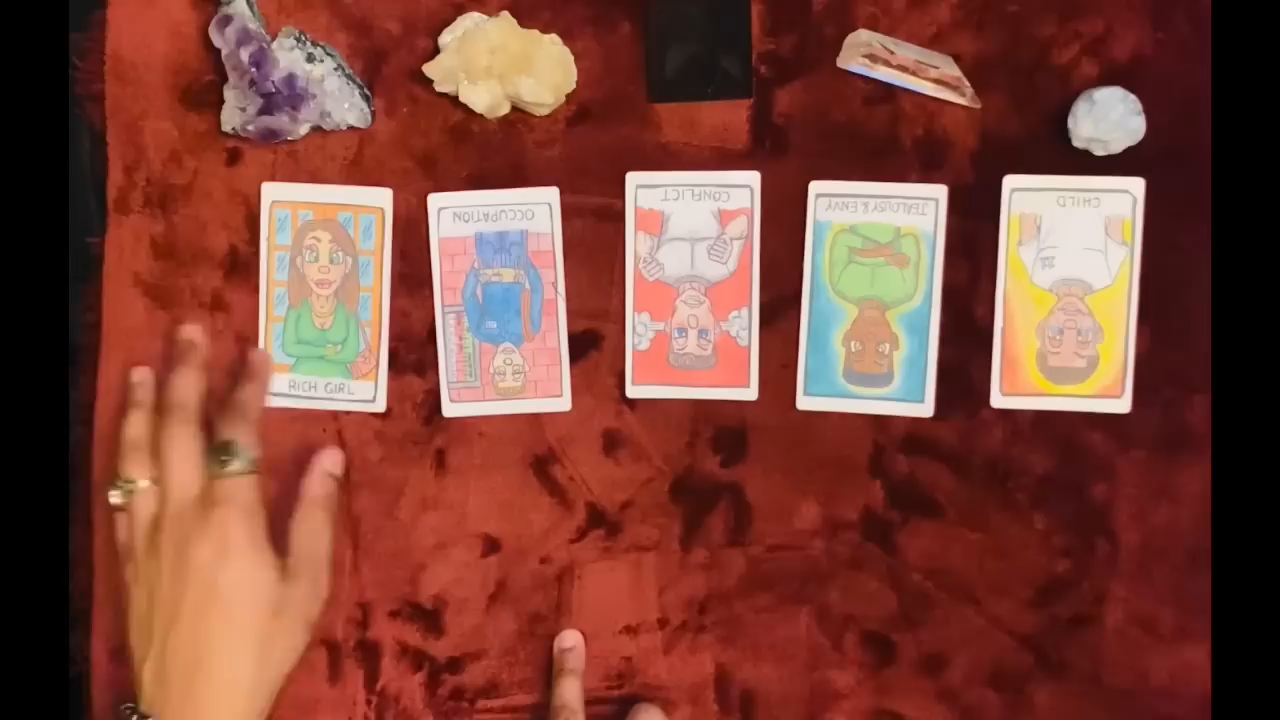 RICH GIRL
OCCUPATION
CONFLICT
JEALOUSY & ENVY
CHILD